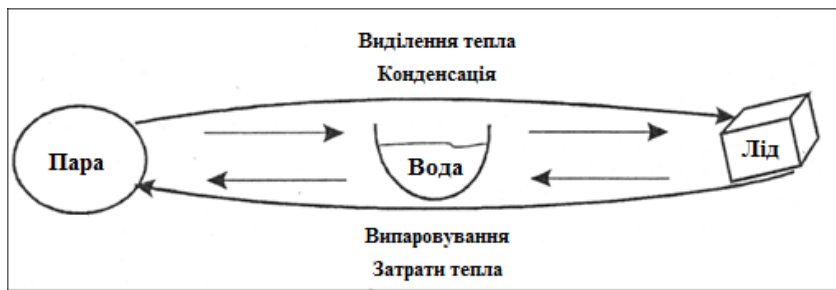 Виділення тепла
Конденсація
Пара
Вода
Лід
Випаровування
Затрати тепла